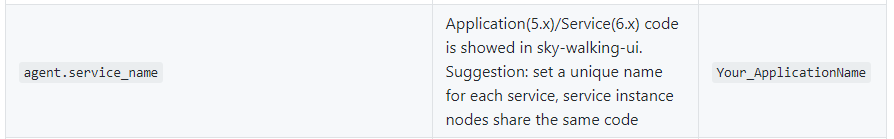 Application(5.x)/Service(6.x) code
is showed in sky-walking-ui.
agent.service_name
Suggestion: set a unique name
Your_ApplicationName
for each service, service instance
nodes share the same code